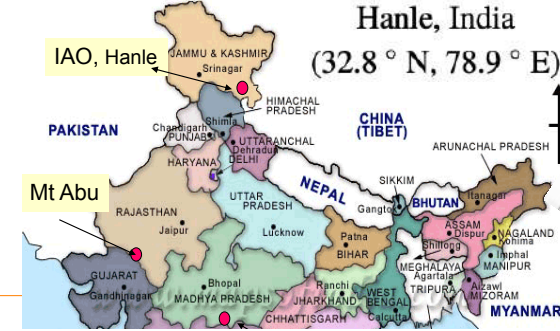 Hanle, India
(32.8 ° N, 78.9 ° E)
IAO, Hanle
JAMMU & KASHMIR
Srinagar
HIMACHAL
PRADESH
Shimla
CHINA
(TIBET)
PAKISTAN
Chandigarh
PUNJAB
UTTARANCHAL
Dehradun
HARYANA
DELHI
ARUNACHAL PRADESH
Mt Abu
NEPAL
SIKKIM
Gangtok
BHUTAN
Itanagar
RAJASTHAN
Jaipur
UTTAR
PRADESH
Lucknow
ASSAM
Dispur
NAGALAND
Kohima
Patna
BIHAR
Shillong
MEGHALAYA
Imphal
MANIPUR
GUJARAT
Gandhinagar
Bhopal
MADHYA PRADESH
Ranchi
JHARKHAND
WEST
BENGAL
Calcutta
Agartala
TRIPURA
Aizawl
MIZORAM
CHHATTISGARH
MYANMAR